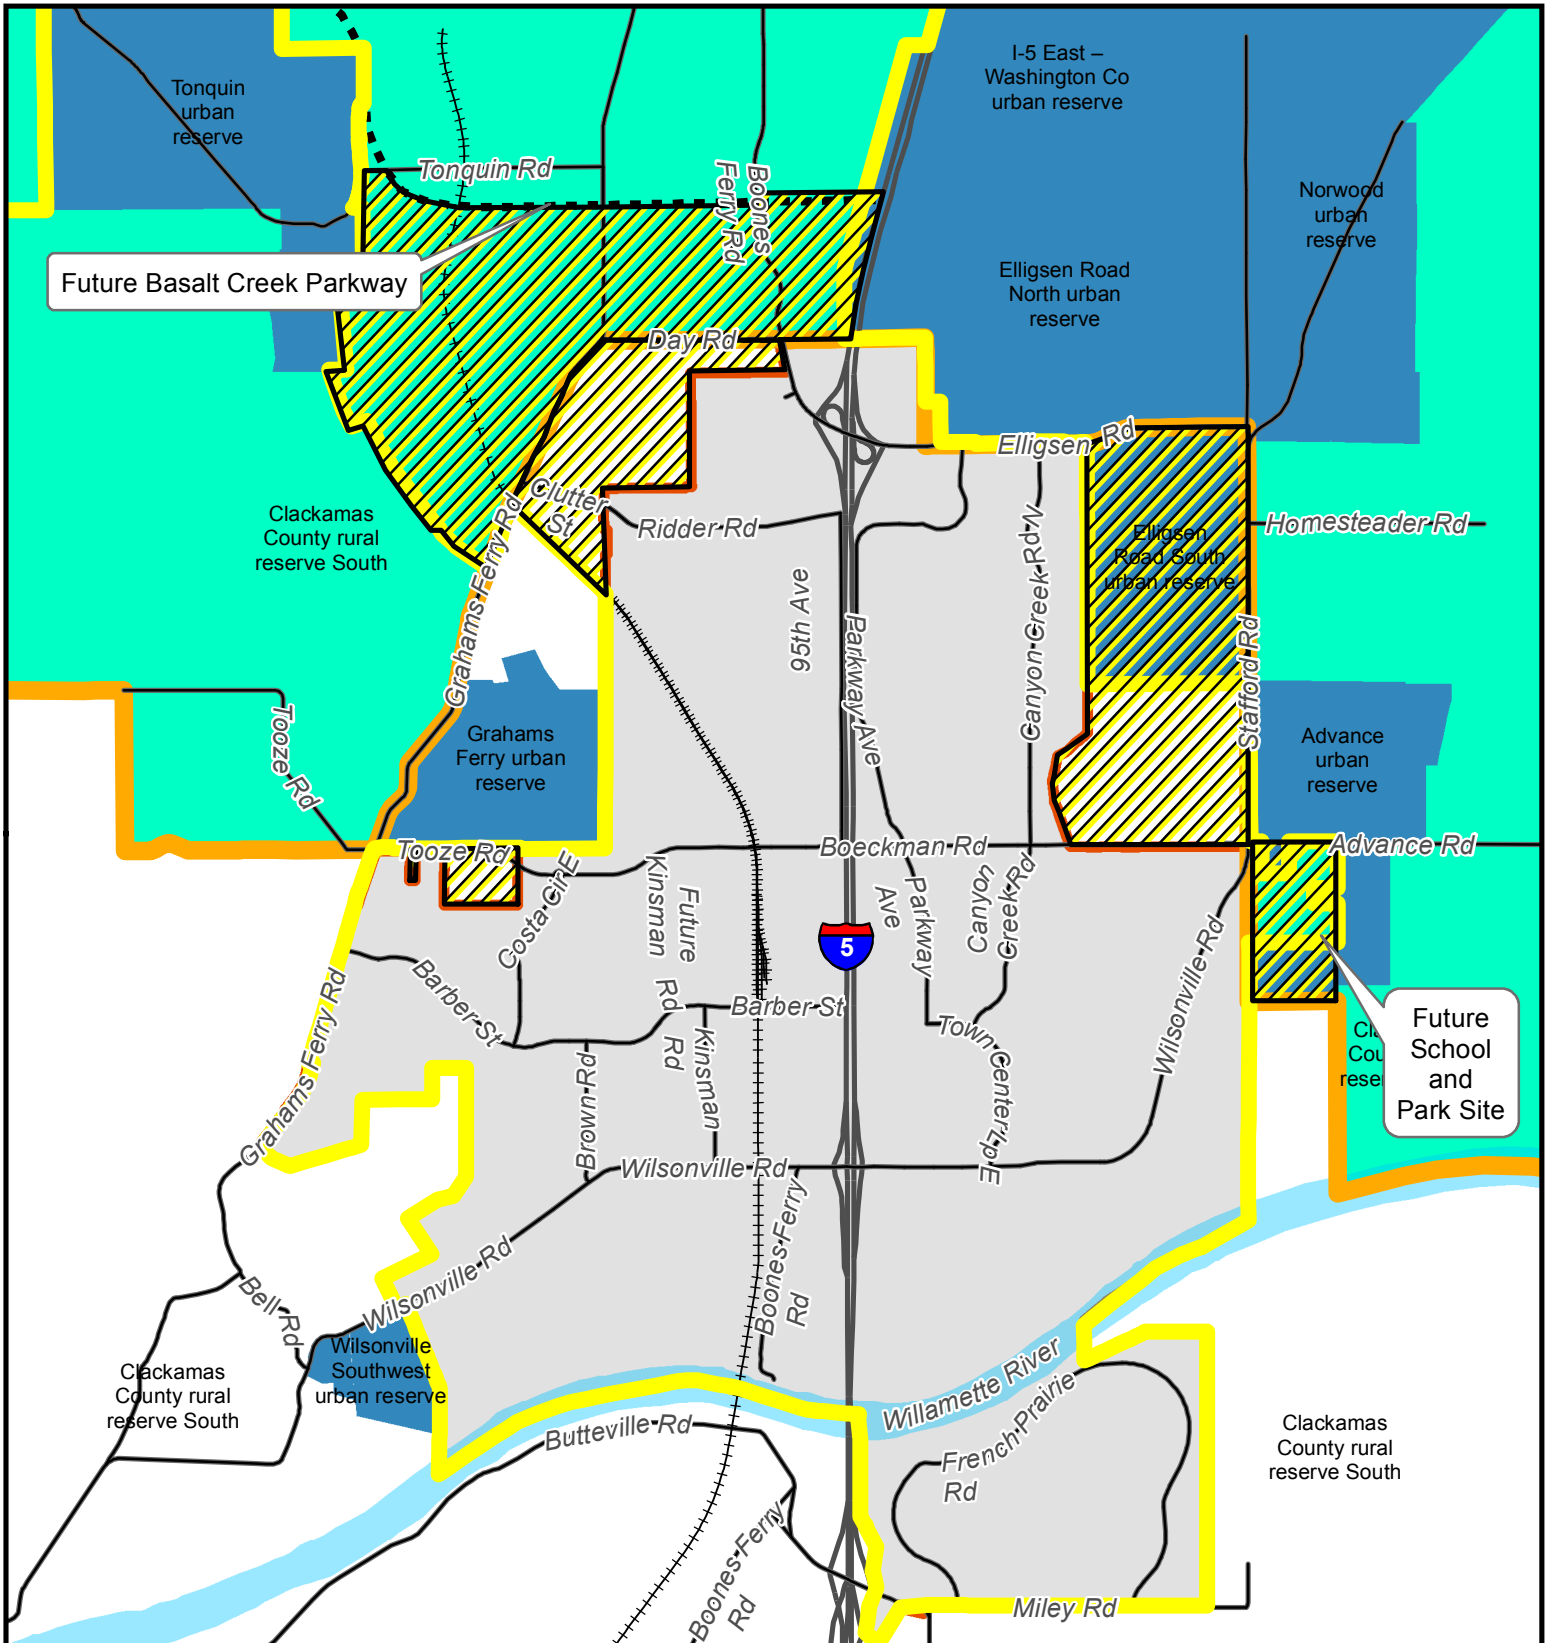 I-5 East –
Washington Co
urban reserve
Tonquin
urban
reserve
Tonquin Rd
Boones
Ferry Rd
Norwood
urban
reserve
Future Basalt Creek Parkway
Elligsen Road
North urban
reserve
Day Rd
Elligsen Rd
Clackamas
County rural
reserve South
Clutter
St
Ridder Rd
Homesteader Rd
Elligsen
Road South
urban reserve
Grahams Ferry Rd
95th Ave
Parkway Ave
Canyon Creek Rd N
Canyon Creek Rd
Stafford Rd
Tooze Rd
Grahams
Ferry urban
reserve
Advance
urban
reserve
Tooze Rd
Boeckman Rd
Advance Rd
Costa Cir E
Future
Kinsman
Rd
Parkway
Ave
Canyon
Creek Rd
5
Wilsonville Rd
Grahams Ferry Rd
Barber St
Barber St
Kinsman
Rd
Brown Rd
Town Center Lp E
Cla
Cou
rese
Future
School
and
Park Site
Wilsonville Rd
Boones Ferry
Rd
Bell Rd
Wilsonville Rd
Wilsonville
Southwest
urban reserve
Clackamas
County rural
reserve South
Willamette River
Butteville Rd
French Prairie
Rd
Clackamas
County rural
reserve South
Boones Ferry
Rd
Miley Rd